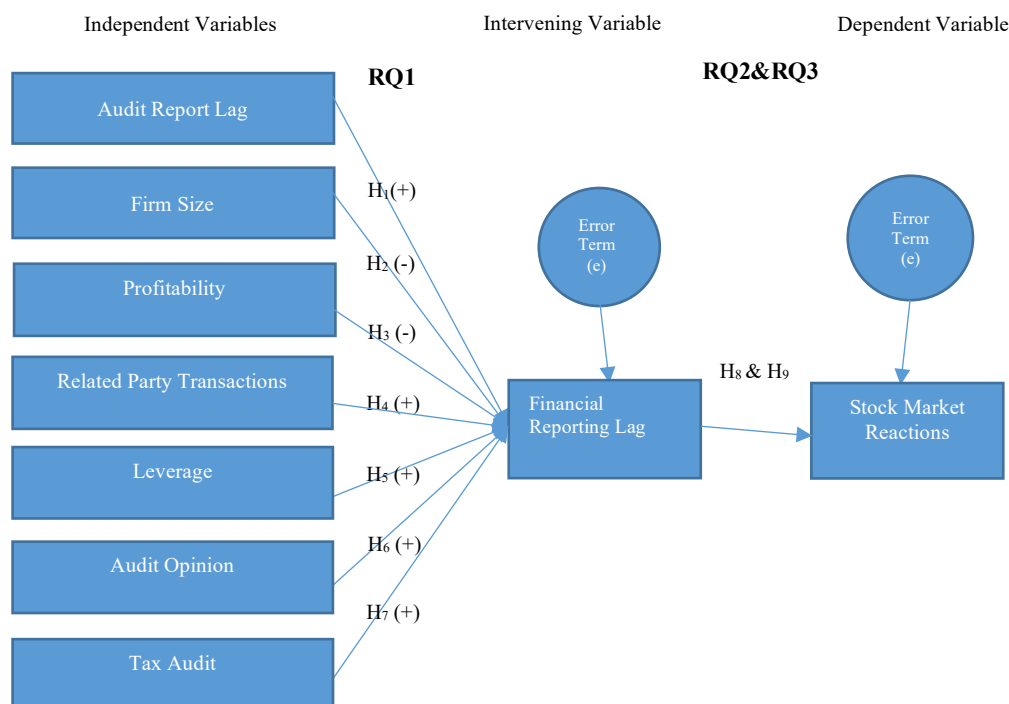 Independent Variables
Intervening Variable
Dependent Variable
RQ1
RQ2&RQ3
Audit Report Lag
Firm Size
Profitability
Related Party Transactions
Leverage
Audit Opinion
Tax Audit
H₁(+)
H₂ (-)
H₃ (-)
H₄ (+)
H₅ (+)
H₆ (+)
H₇ (+)
Error
Term
(e)
Financial
Reporting Lag
H₈ & H₉
Error
Term
(e)
Stock Market
Reactions